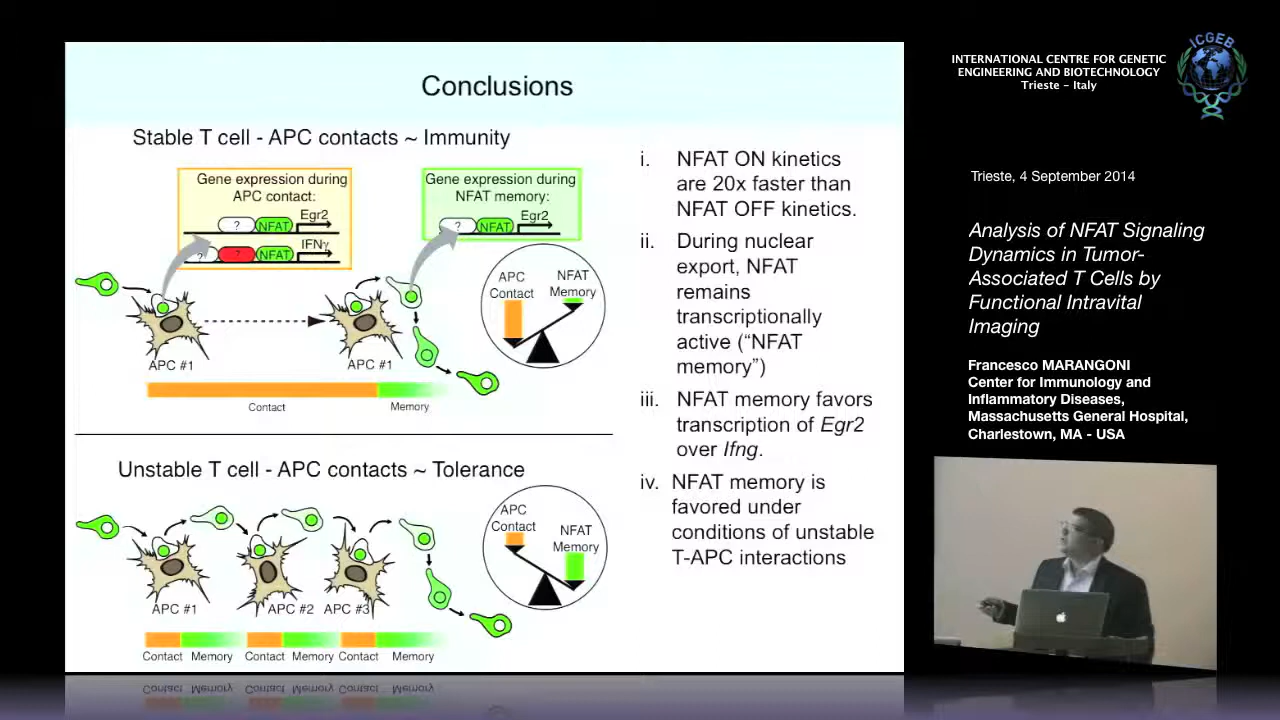 Conclusions
Stable T cell - APC contacts ~ Immunity
Gene expression during
APC contact:
?
NFAT
Egr2
?
?
NFAT
IFNγ
Gene expression during
NFAT memory:
?
NFAT
Egr2
APC
Contact
NFAT
Memory
APC #1
APC #1
Contact
Memory
Unstable T cell - APC contacts ~ Tolerance
APC
Contact
NFAT
Memory
APC #1
APC #2
APC #3
Contact
Memory
Contact
Memory
Contact
Memory
i. NFAT ON kinetics
are 20x faster than
NFAT OFF kinetics.
ii. During nuclear
export, NFAT
remains
transcriptionally
active (“NFAT
memory”)
iii. NFAT memory favors
transcription of Egr2
over Ifng.
iv. NFAT memory is
favored under
conditions of unstable
T-APC interactions
INTERNATIONAL CENTRE FOR GENETIC
ENGINEERING AND BIOTECHNOLOGY
Trieste - Italy
ICGEB
Trieste, 4 September 2014
Analysis of NFAT Signaling
Dynamics in Tumor-
Associated T Cells by
Functional Intravital
Imaging
Francesco MARANGONI
Center for Immunology and
Inflammatory Diseases,
Massachusetts General Hospital,
Charlestown, MA - USA